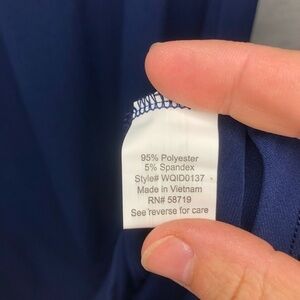 95% Polyester
5% Spandex
Style# WQID0137
Made in Vietnam
RN# 58719
See reverse for care